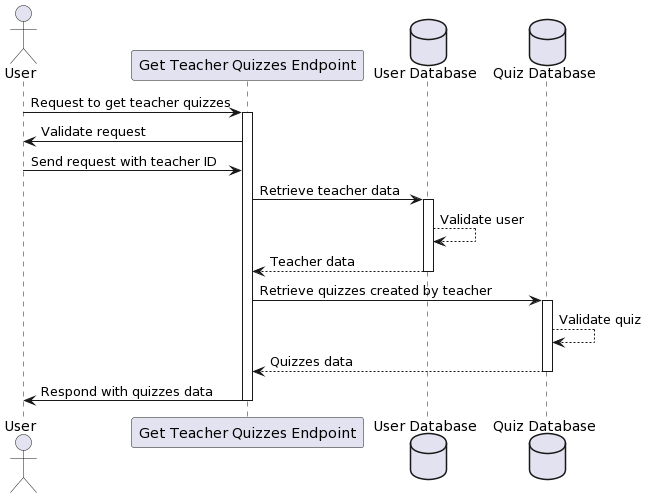 User
Get Teacher Quizzes Endpoint
User Database
Quiz Database
Request to get teacher quizzes
Validate request
Send request with teacher ID
Retrieve teacher data
Validate user
Teacher data
Retrieve quizzes created by teacher
Validate quiz
Quizzes data
Respond with quizzes data
User
Get Teacher Quizzes Endpoint
User Database
Quiz Database